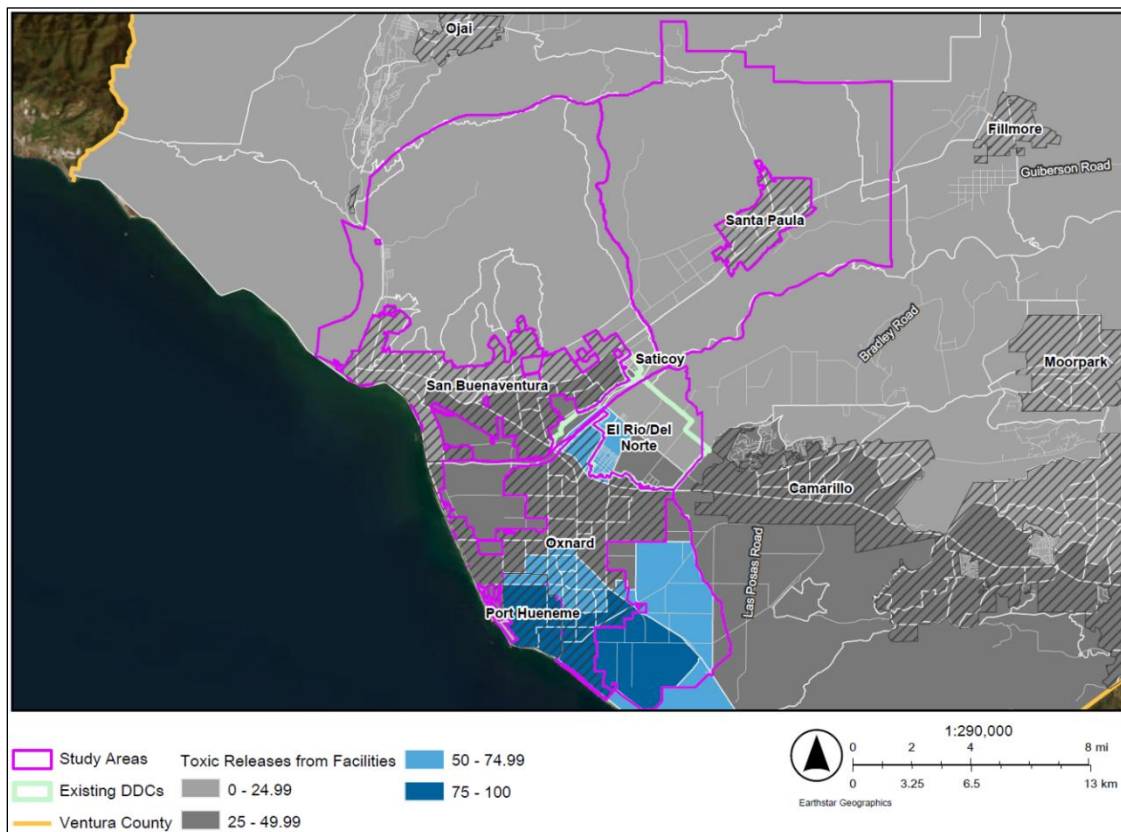 Ojai
Fillmore
Guiberson Road
Santa Paula
Bradley Road
Moorpark
Saticoy
San Buenaventura
El Rio/Del
Norte
Camarillo
Las Posas Road
Oxnard
Port Hueneme
Study Areas
Existing DDCs
Ventura County
Toxic Releases from Facilities
0 - 24.99
25 - 49.99
50 - 74.99
75 - 100
1:290,000
0 2 4 8 mi
0 3.25 6.5 13 km
Earthstar Geographics